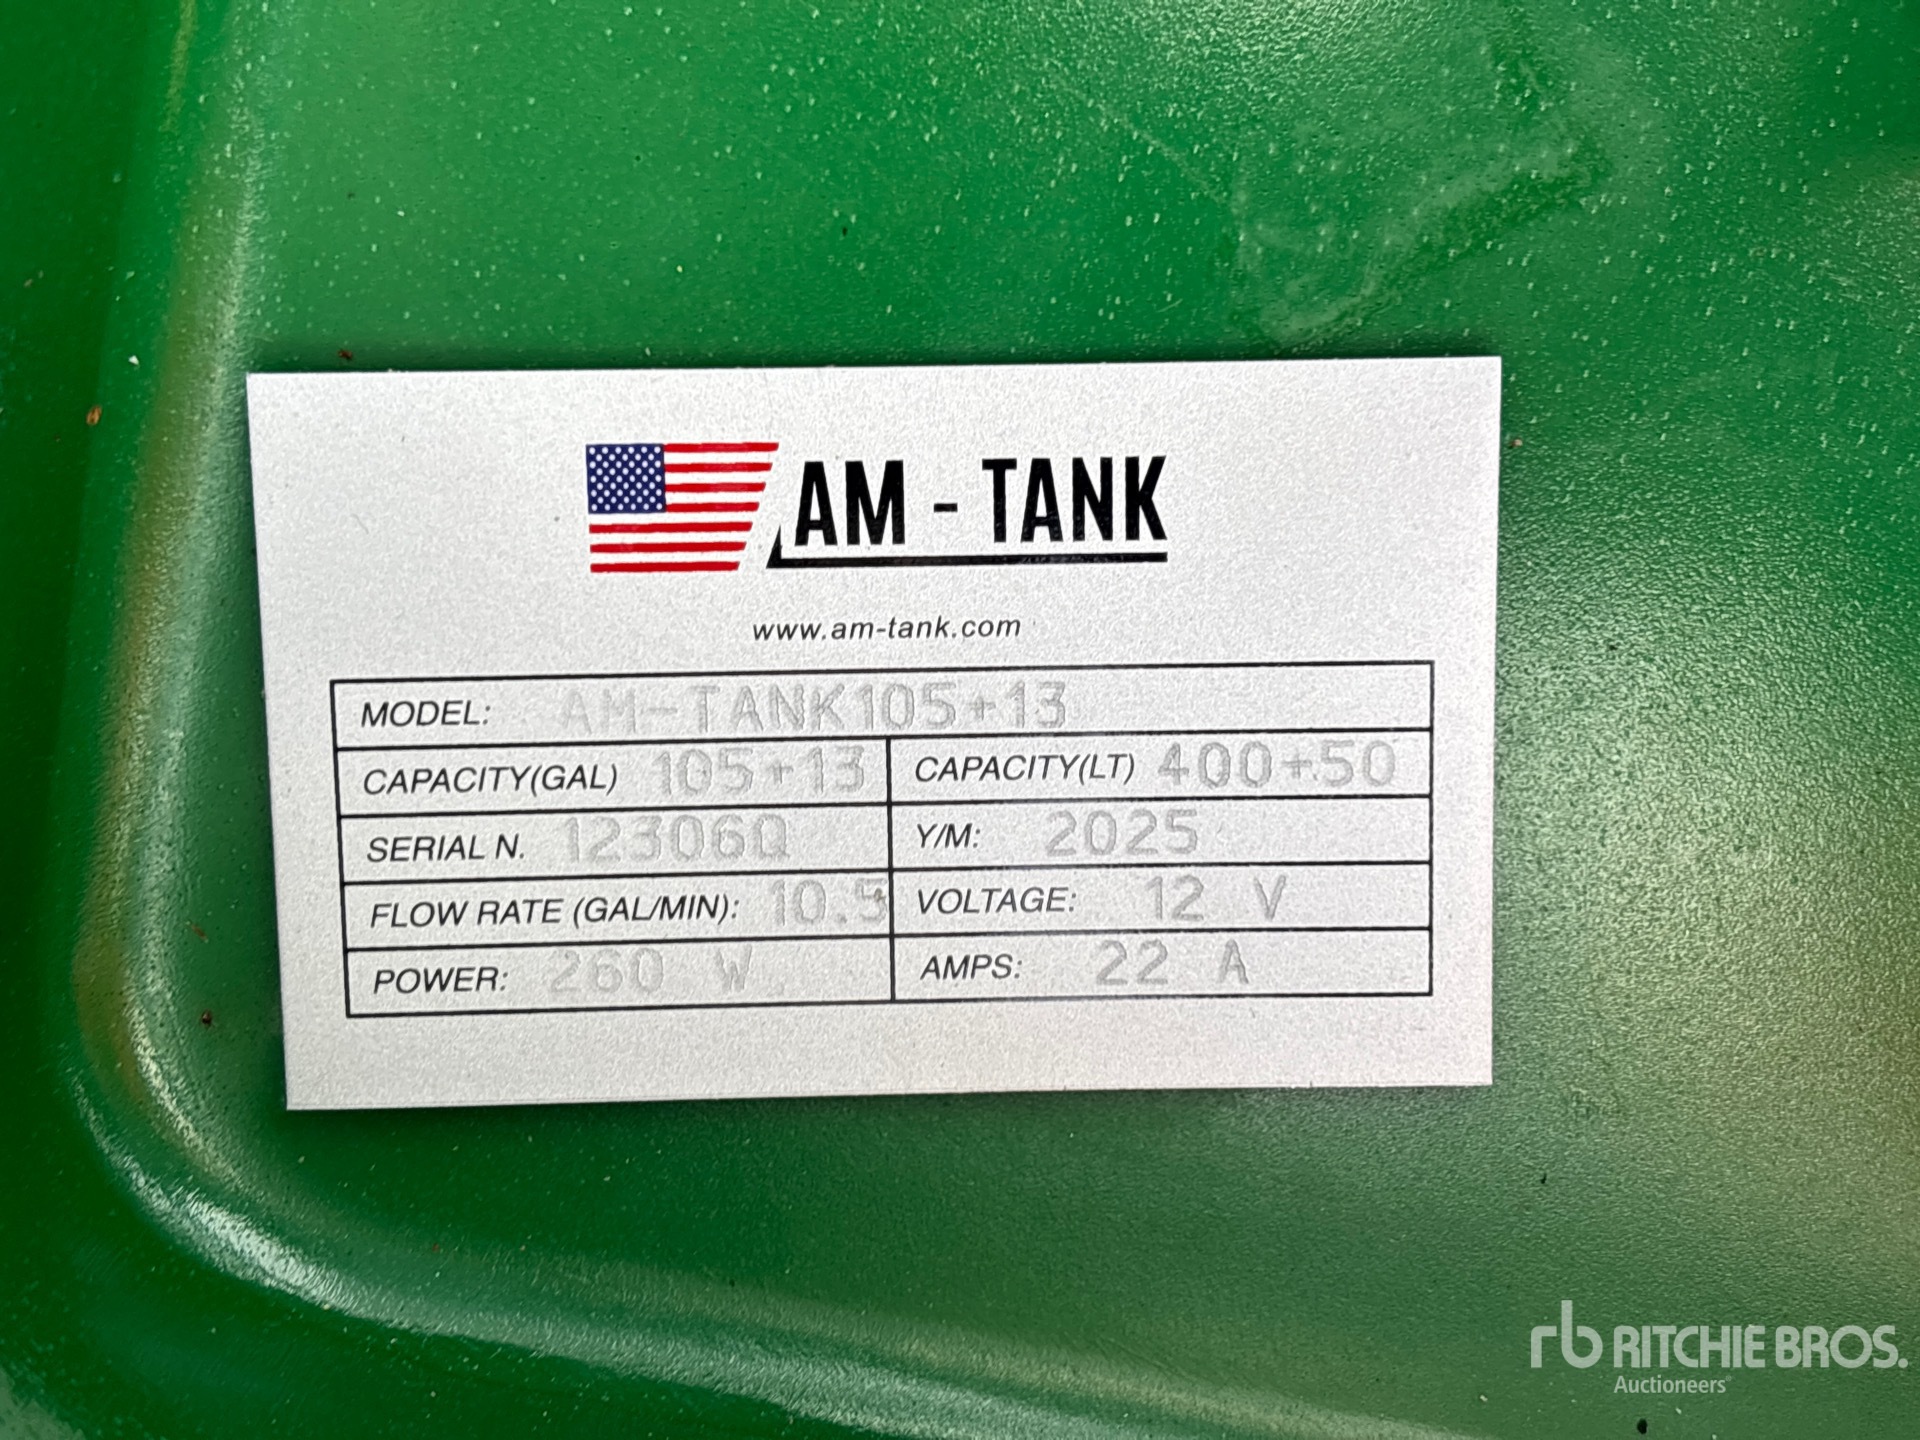 AM - TANK
www.am-tank.com
MODEL: AM-TANK105+13
CAPACITY(GAL) 105+13 CAPACITY(LT) 400+50
SERIAL N. 12306Q Y/M: 2025
FLOW RATE (GAL/MIN): 10.5 VOLTAGE: 12 V
POWER: 260 W AMPS: 22 A
rb RITCHIE BROS.
Auctioneers